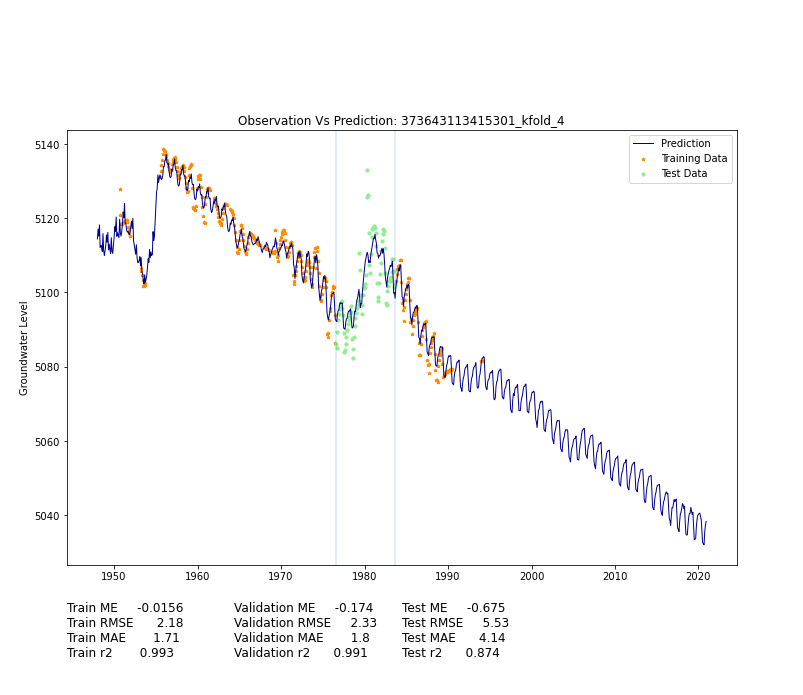 Observation Vs Prediction: 373643113415301_kfold_4
Prediction
Training Data
Test Data
Groundwater Level
5140
5120
5100
5080
5060
5040
1950 1960 1970 1980 1990 2000 2010 2020
Train ME -0.0156 Validation ME -0.174 Test ME -0.675
Train RMSE 2.18 Validation RMSE 2.33 Test RMSE 5.53
Train MAE 1.71 Validation MAE 1.8 Test MAE 4.14
Train r2 0.993 Validation r2 0.991 Test r2 0.874